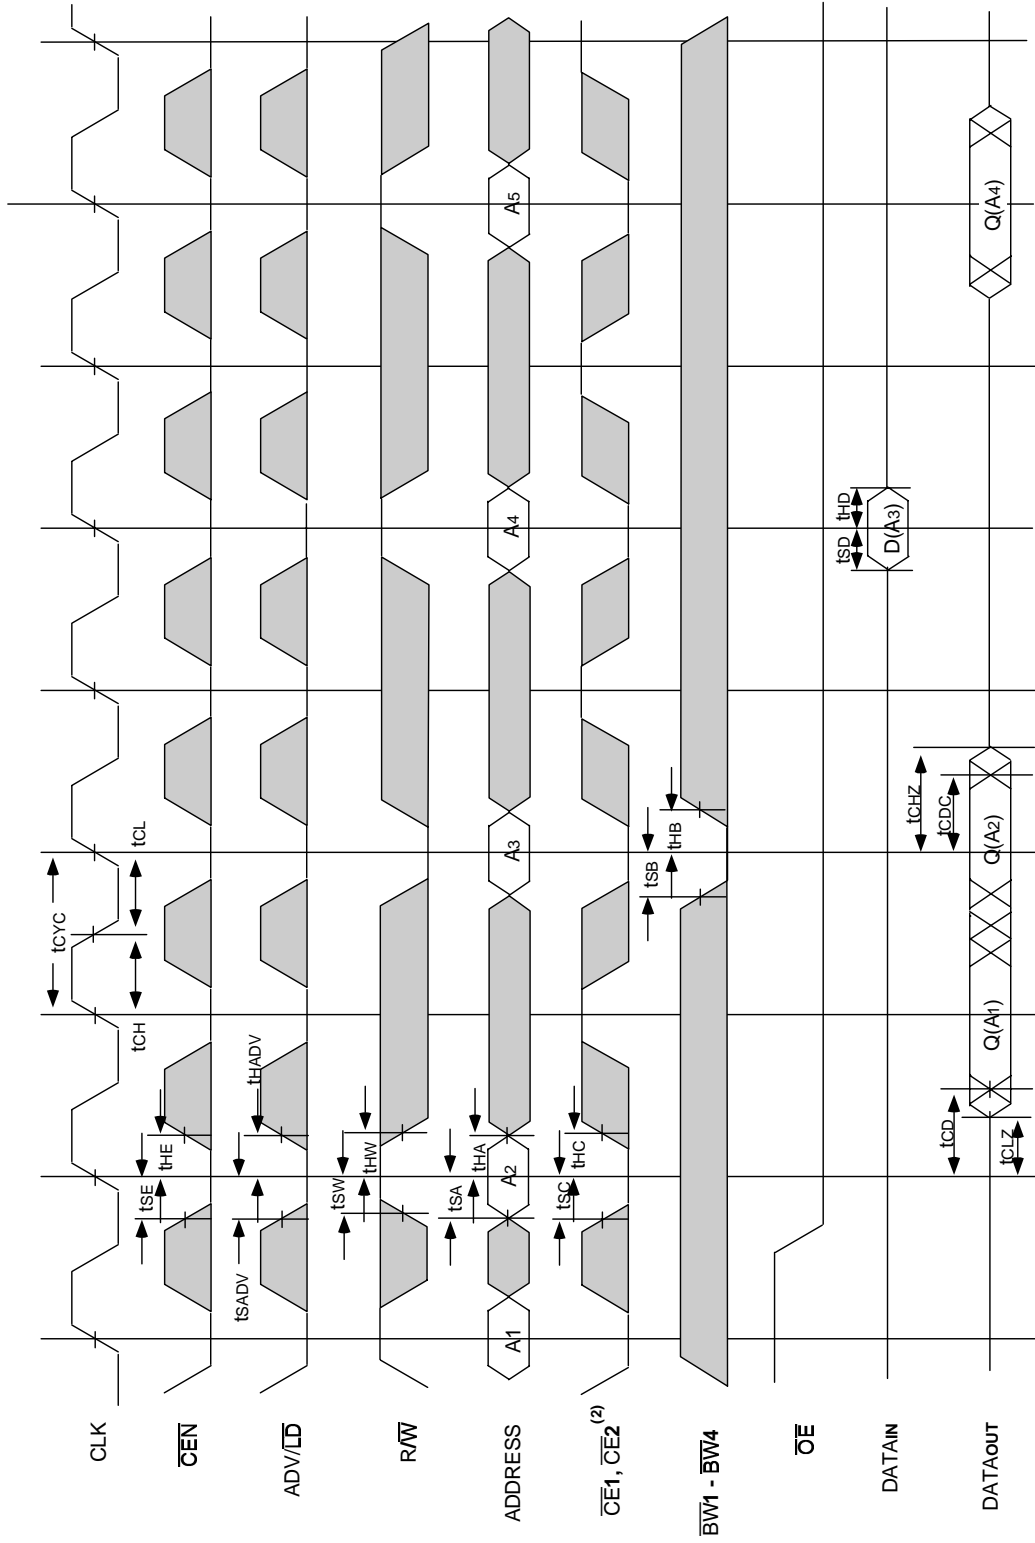 tCYC
CLK
tCH tCL
tSE tHE
CEN
tSADV tHADV
ADV/LD
tSW tHW
R/W
tSA tHA
ADDRESS A1 A2 A3 A4 A5
tSC tHC
CE1, CE2 (2)
tSB tHB
BW1 - BW4
OE
tSD tHD
DATAIN D(A3)
tCHZ
tCD tCDC
tCLZ
DATAOUT Q(A1) Q(A2) Q(A4)